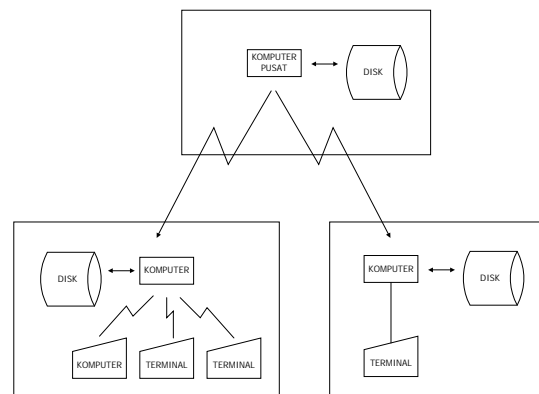 KOMPUTER
PUSAT
DISK
DISK
KOMPUTER
KOMPUTER
TERMINAL
TERMINAL
KOMPUTER
DISK
TERMINAL